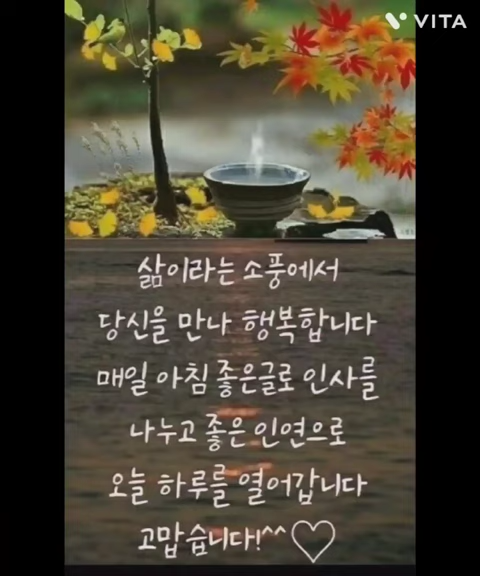 VITA
삶이라는 소풍에서
당신을 만나 행복합니다
매일 아침 좋은글로 인사를
나누고 좋은 인연으로
오늘 하루를 열어갑니다
고맙습니다!^^♡